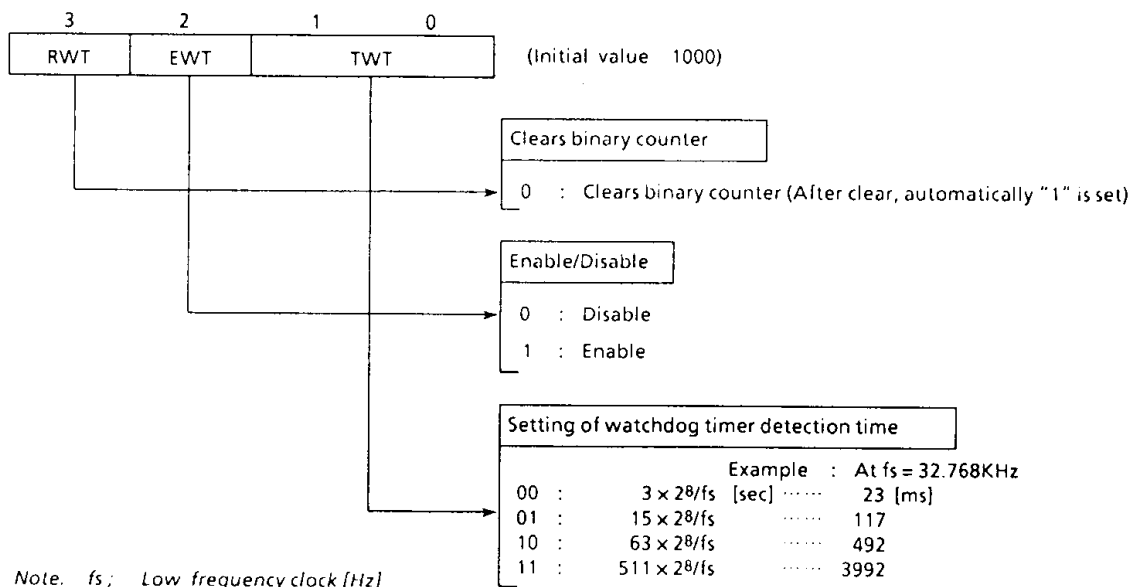 3 2 1 0
RWT EWT TWT (Initial value 1000)
Clears binary counter
0 : Clears binary counter (After clear, automatically "1" is set)
Enable/Disable
0 : Disable
1 : Enable
Setting of watchdog timer detection time
Example : At fs = 32.768KHz
00 : 3 × 2⁸/fs [sec] ······ 23 [ms]
01 : 15 × 2⁸/fs ······ 117
10 : 63 × 2⁸/fs ······ 492
11 : 511 × 2⁸/fs ······ 3992
Note. fs ; Low frequency clock [Hz]